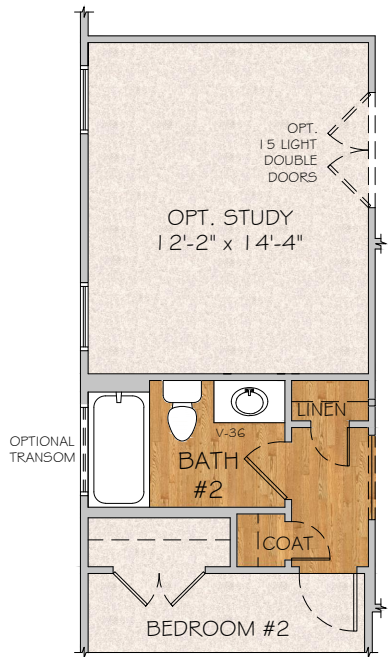 OPT.
15 LIGHT
DOUBLE
DOORS
OPT. STUDY
12'-2" x 14'-4"
LINEN
V-36
OPTIONAL
TRANSOM
BATH
#2
COAT
BEDROOM #2